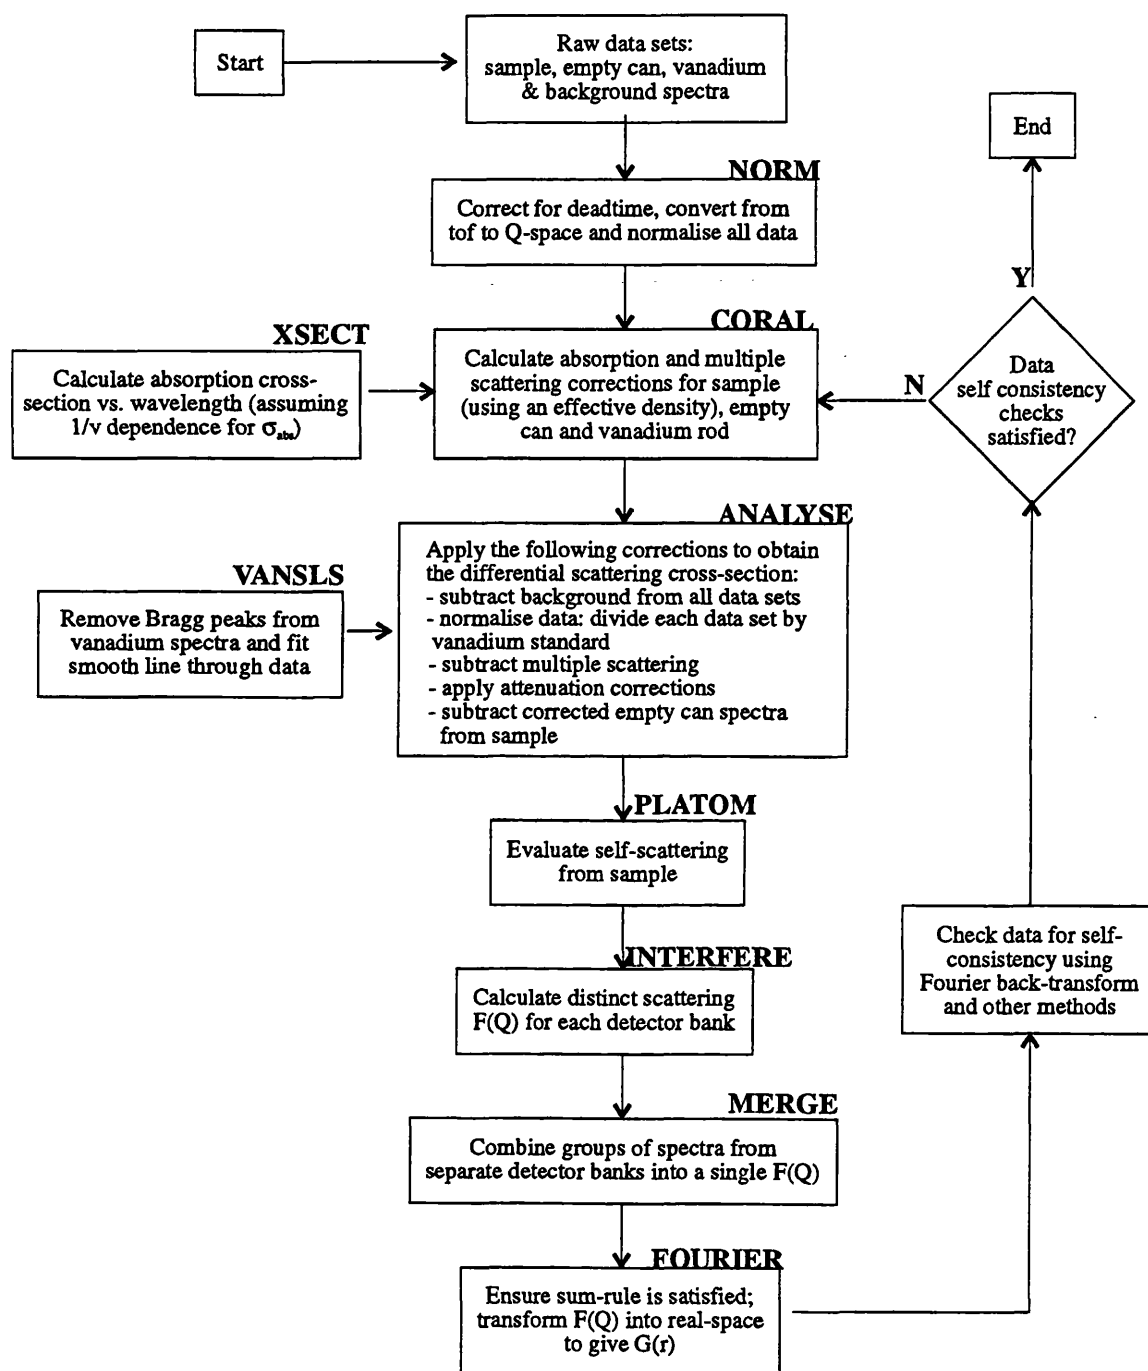 Start
Raw data sets:
sample, empty can, vanadium
& background spectra
End
NORM
Correct for deadtime, convert from
tof to Q-space and normalise all data
Y
XSECT
Calculate absorption cross-
section vs. wavelength (assuming
1/v dependence for σabs)
CORAL
Calculate absorption and multiple
scattering corrections for sample
(using an effective density), empty
can and vanadium rod
N
Data
self consistency
checks
satisfied?
VANSLS
Remove Bragg peaks from
vanadium spectra and fit
smooth line through data
ANALYSE
Apply the following corrections to obtain
the differential scattering cross-section:
- subtract background from all data sets
- normalise data: divide each data set by
vanadium standard
- subtract multiple scattering
- apply attenuation corrections
- subtract corrected empty can spectra
from sample
PLATOM
Evaluate self-scattering
from sample
INTERFERE
Calculate distinct scattering
F(Q) for each detector bank
Check data for self-
consistency using
Fourier back-transform
and other methods
MERGE
Combine groups of spectra from
separate detector banks into a single F(Q)
FOURIER
Ensure sum-rule is satisfied;
transform F(Q) into real-space
to give G(r)